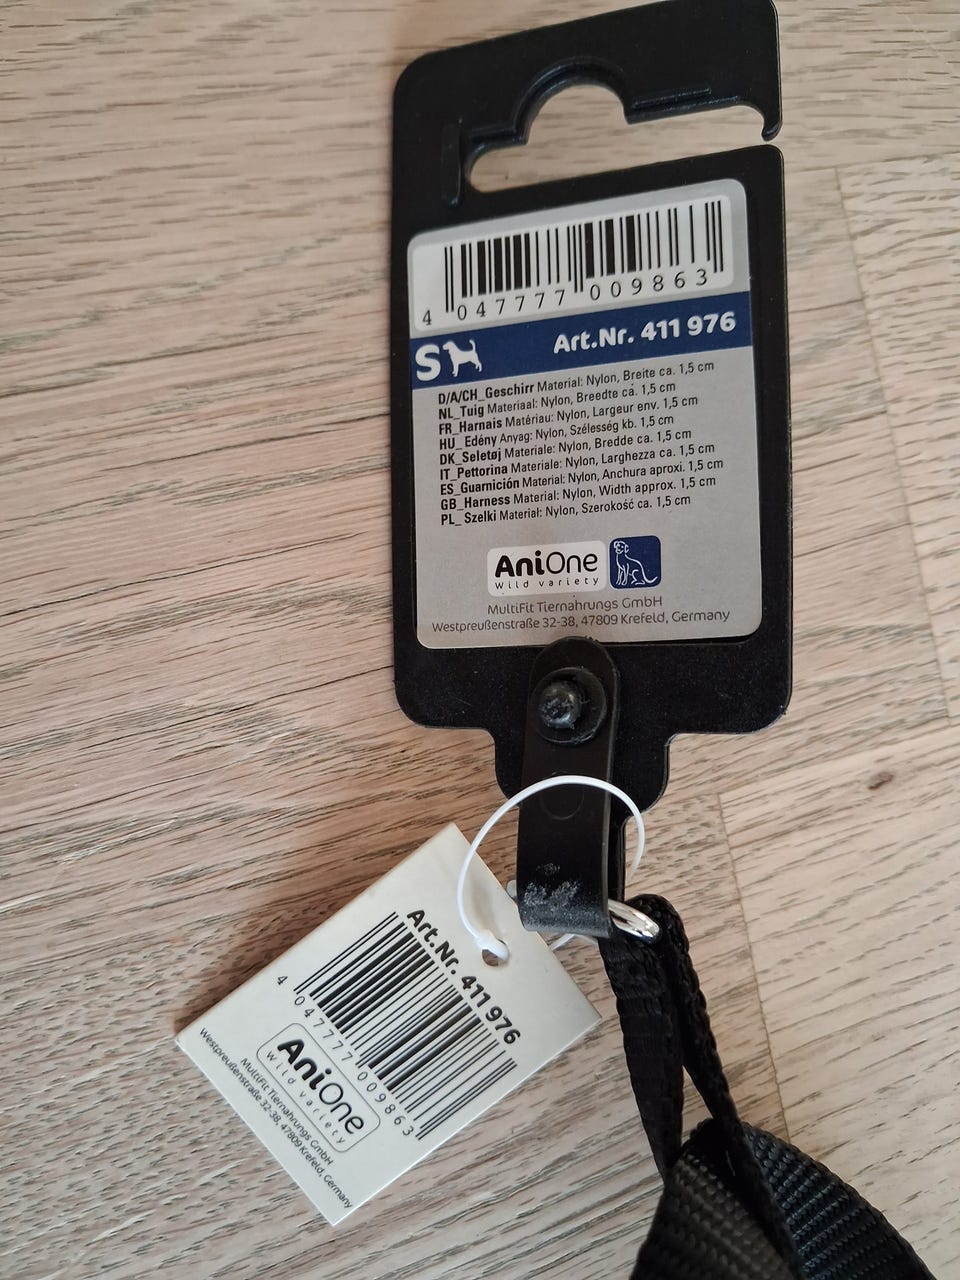 4 047777 009863
Art.Nr. 411 976
S
D/A/CH_Geschirr Material: Nylon, Breite ca. 1,5 cm
NL_Tuig Materiaal: Nylon, Breedte ca. 1,5 cm
FR_Harnais Matériau: Nylon, Largeur env. 1,5 cm
HU_ Edény Anyag: Nylon, Szélesség kb. 1,5 cm
DK_Seletøj Materiale: Nylon, Bredde ca. 1,5 cm
IT_Pettorina Materiale: Nylon, Larghezza ca. 1,5 cm
ES_Guarnición Material: Nylon, Anchura aproxi. 1,5 cm
GB_Harness Material: Nylon, Width approx. 1,5 cm
PL_ Szelki Materiał: Nylon, Szerokość ca. 1,5 cm
AniOne
Wild variety
MultiFit Tiernahrungs GmbH
Westpreußenstraße 32-38, 47809 Krefeld, Germany
Art.Nr. 411 976
4 047777 009863
AniOne
Wild variety
MultiFit Tiernahrungs GmbH
Westpreußenstraße 32-38, 47809 Krefeld, Germany